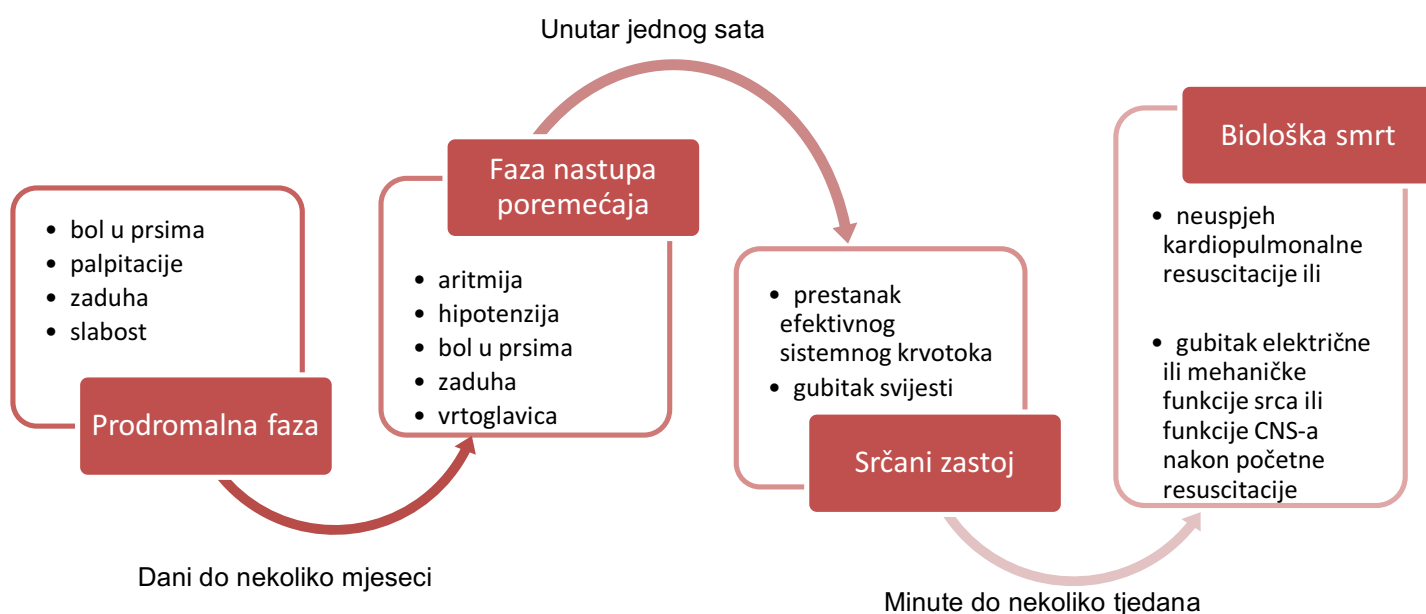 Unutar jednog sata
• bol u prsima
• palpitacije
• zaduha
• slabost
Prodromalna faza
Dani do nekoliko mjeseci
Faza nastupa
poremećaja
• aritmija
• hipotenzija
• bol u prsima
• zaduha
• vrtoglavica
• prestanak
efektivnog
sistemnog krvotoka
• gubitak svijesti
Srčani zastoj
Minute do nekoliko tjedana
Biološka smrt
• neuspjeh
kardiopulmonalne
resuscitacije ili
• gubitak električne
ili mehaničke
funkcije srca ili
funkcije CNS-a
nakon početne
resuscitacije